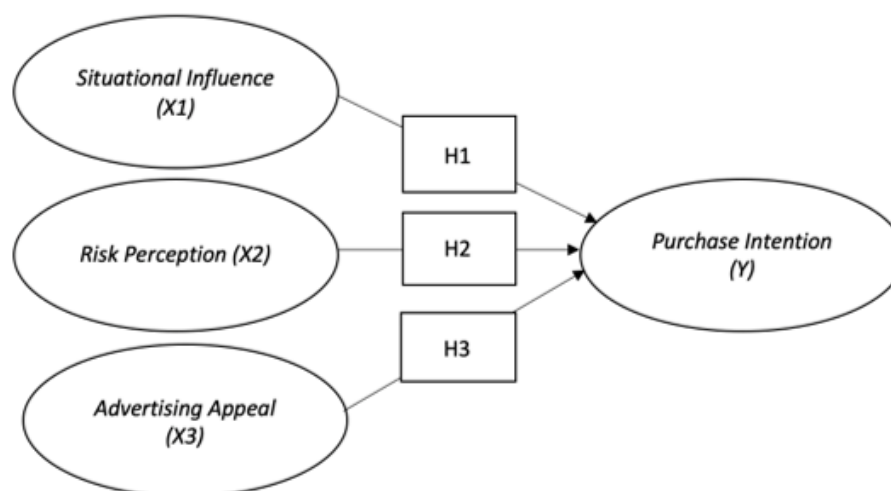 Situational Influence
(X1)
H1
Risk Perception (X2)
H2
Purchase Intention
(Y)
H3
Advertising Appeal
(X3)